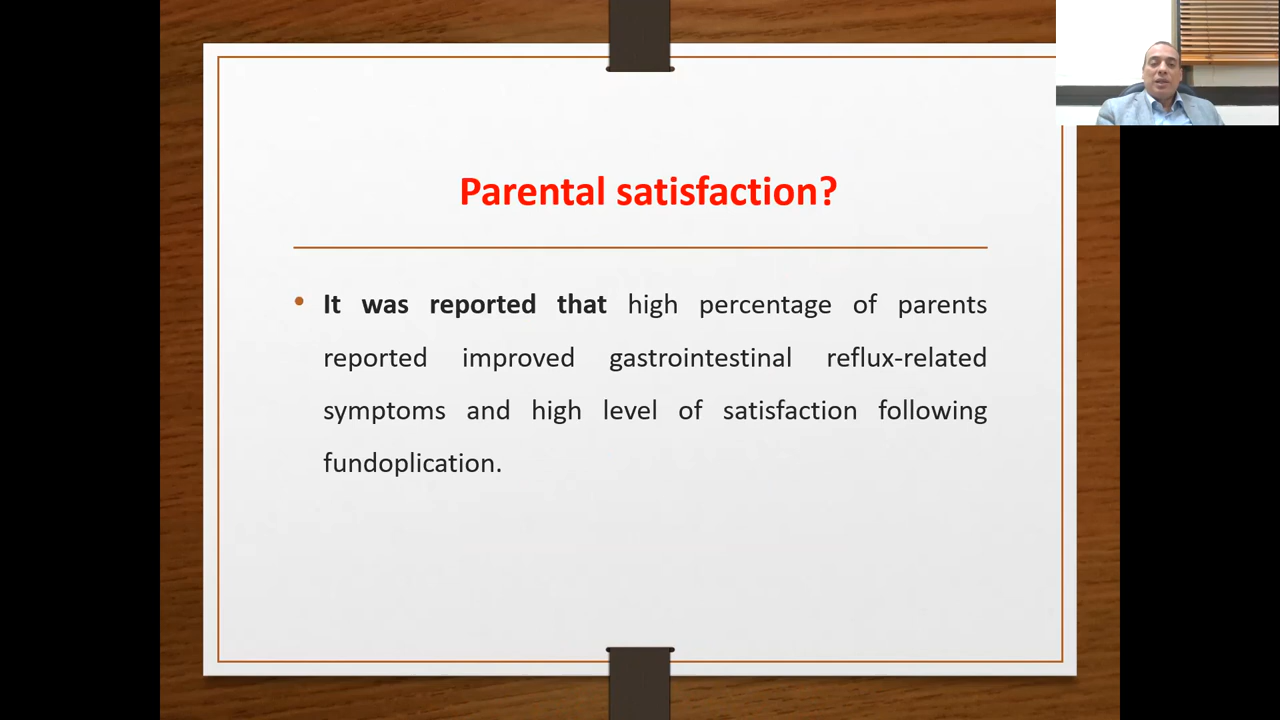 Parental satisfaction?
• It was reported that high percentage of parents
reported improved gastrointestinal reflux-related
symptoms and high level of satisfaction following
fundoplication.